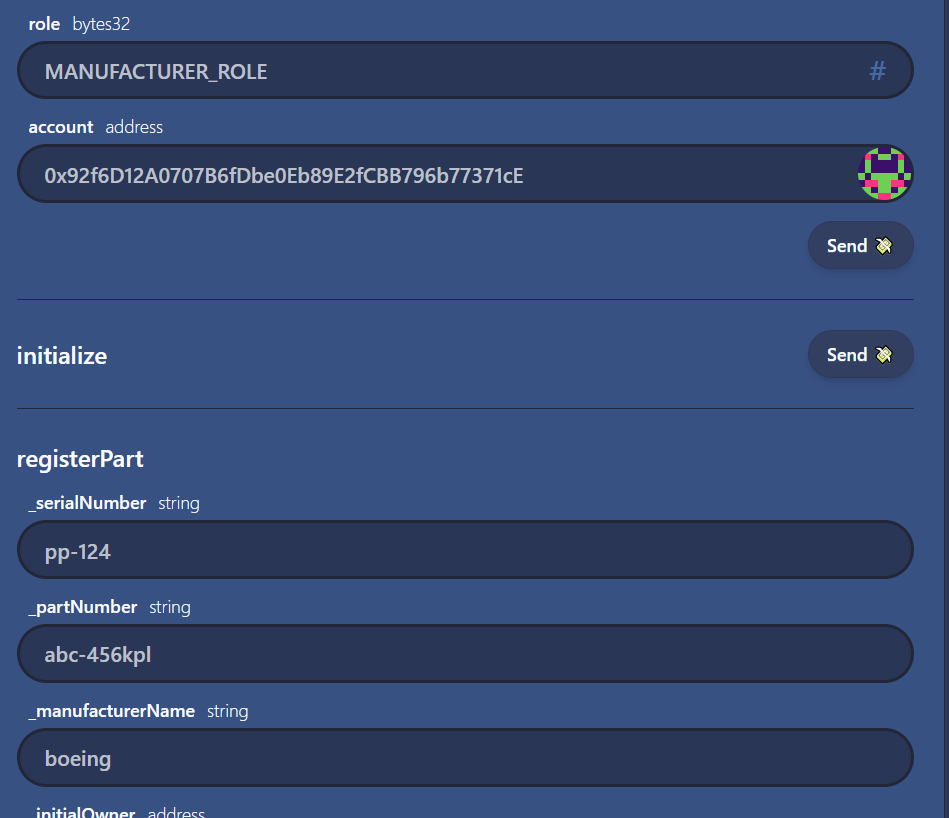 role bytes32
MANUFACTURER_ROLE #
account address
0x92f6D12A0707B6fDbe0Eb89E2fCBB796b77371cE
Send
initialize Send
registerPart
_serialNumber string
pp-124
_partNumber string
abc-456kpl
_manufacturerName string
boeing
_initialOwner address